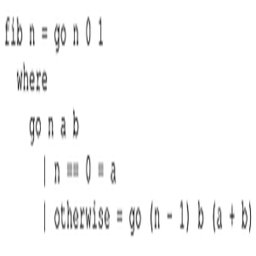 fib n = go n 0 1
  where
    go n a b
      | n == 0 = a
      | otherwise = go (n - 1) b (a + b)